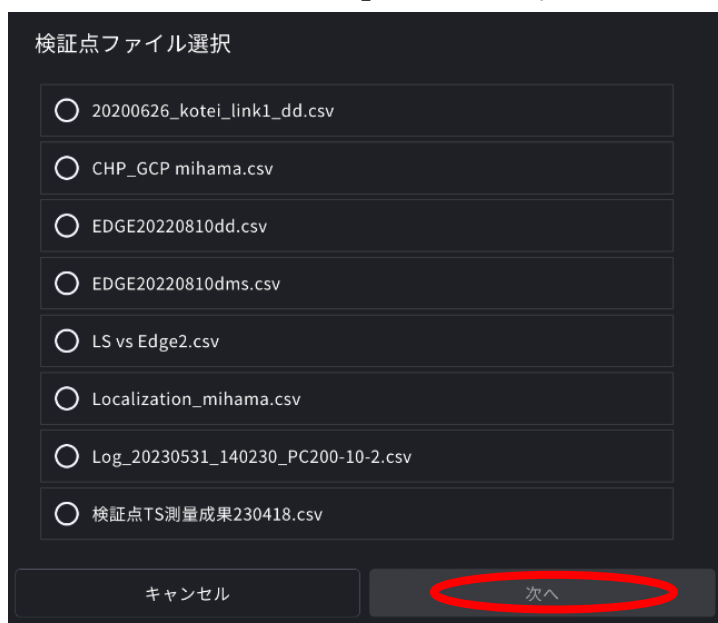 検証点ファイル選択
20200626_kotei_link1_dd.csv
CHP_GCP mihama.csv
EDGE20220810dd.csv
EDGE20220810dms.csv
LS vs Edge2.csv
Localization_mihama.csv
Log_20230531_140230_PC200-10-2.csv
検証点TS測量成果230418.csv
キャンセル
次へ